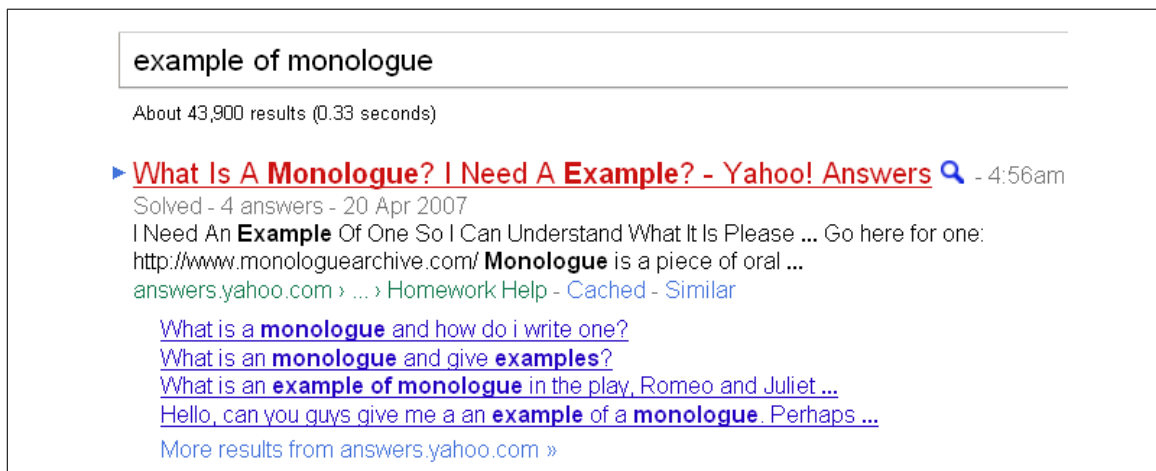 example of monologue
About 43,900 results (0.33 seconds)
What Is A Monologue? I Need A Example? - Yahoo! Answers - 4:56am
Solved - 4 answers - 20 Apr 2007
I Need An Example Of One So I Can Understand What It Is Please ... Go here for one:
http://www.monologuearchive.com/ Monologue is a piece of oral ...
answers.yahoo.com › ... › Homework Help - Cached - Similar
What is a monologue and how do i write one?
What is an monologue and give examples?
What is an example of monologue in the play, Romeo and Juliet ...
Hello, can you guys give me a an example of a monologue. Perhaps ...
More results from answers.yahoo.com »